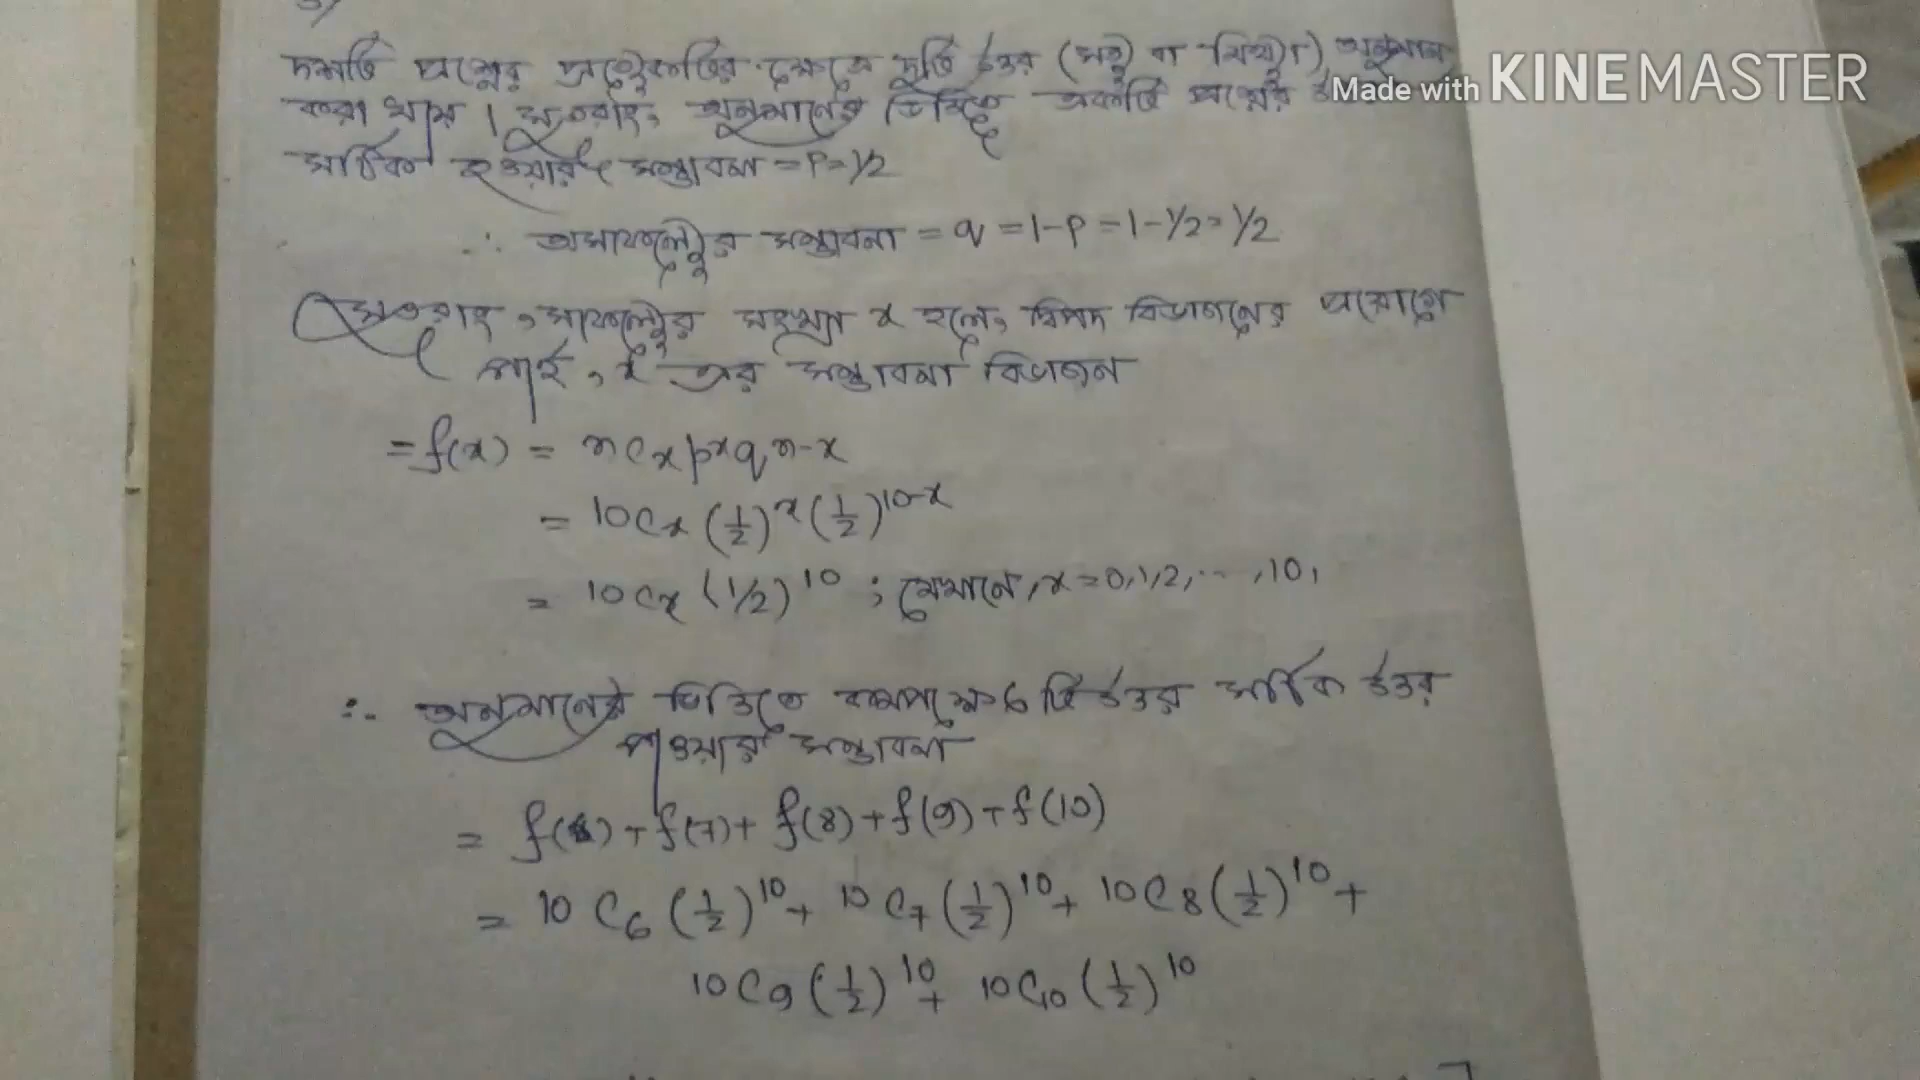 দশটি প্রশ্নের প্রত্যেকটির ক্ষেত্রে দুটি উত্তর (সত্য বা মিথ্যা) অনুমান
Made with KINEMASTER
করা যায়। সুতরাং, অনুমানের ভিত্তিতে একটি প্রশ্নের
সঠিক হওয়ার সম্ভাবনা = P = 1/2
∴ অসাফল্যের সম্ভাবনা = q = 1-P = 1-1/2 = 1/2
সুতরাং, সাফল্যের সংখ্যা x হলে, দ্বিপদ বিভাজনের প্রয়োগে
পাই, x এর সম্ভাবনা বিভাজন
= f(x) = nCx p^x q^n-x
= 10Cx (1/2)^x (1/2)^10-x
= 10Cx (1/2)^10 ; যেখানে, x = 0,1,2, ..., 10,
∴ অনুমানের ভিত্তিতে কমপক্ষে 6 টি উত্তর সঠিক উত্তর
পাওয়ার সম্ভাবনা
= f(6) + f(7) + f(8) + f(9) + f(10)
= 10C6 (1/2)^10 + 10C7 (1/2)^10 + 10C8 (1/2)^10 +
10C9 (1/2)^10 + 10C10 (1/2)^10